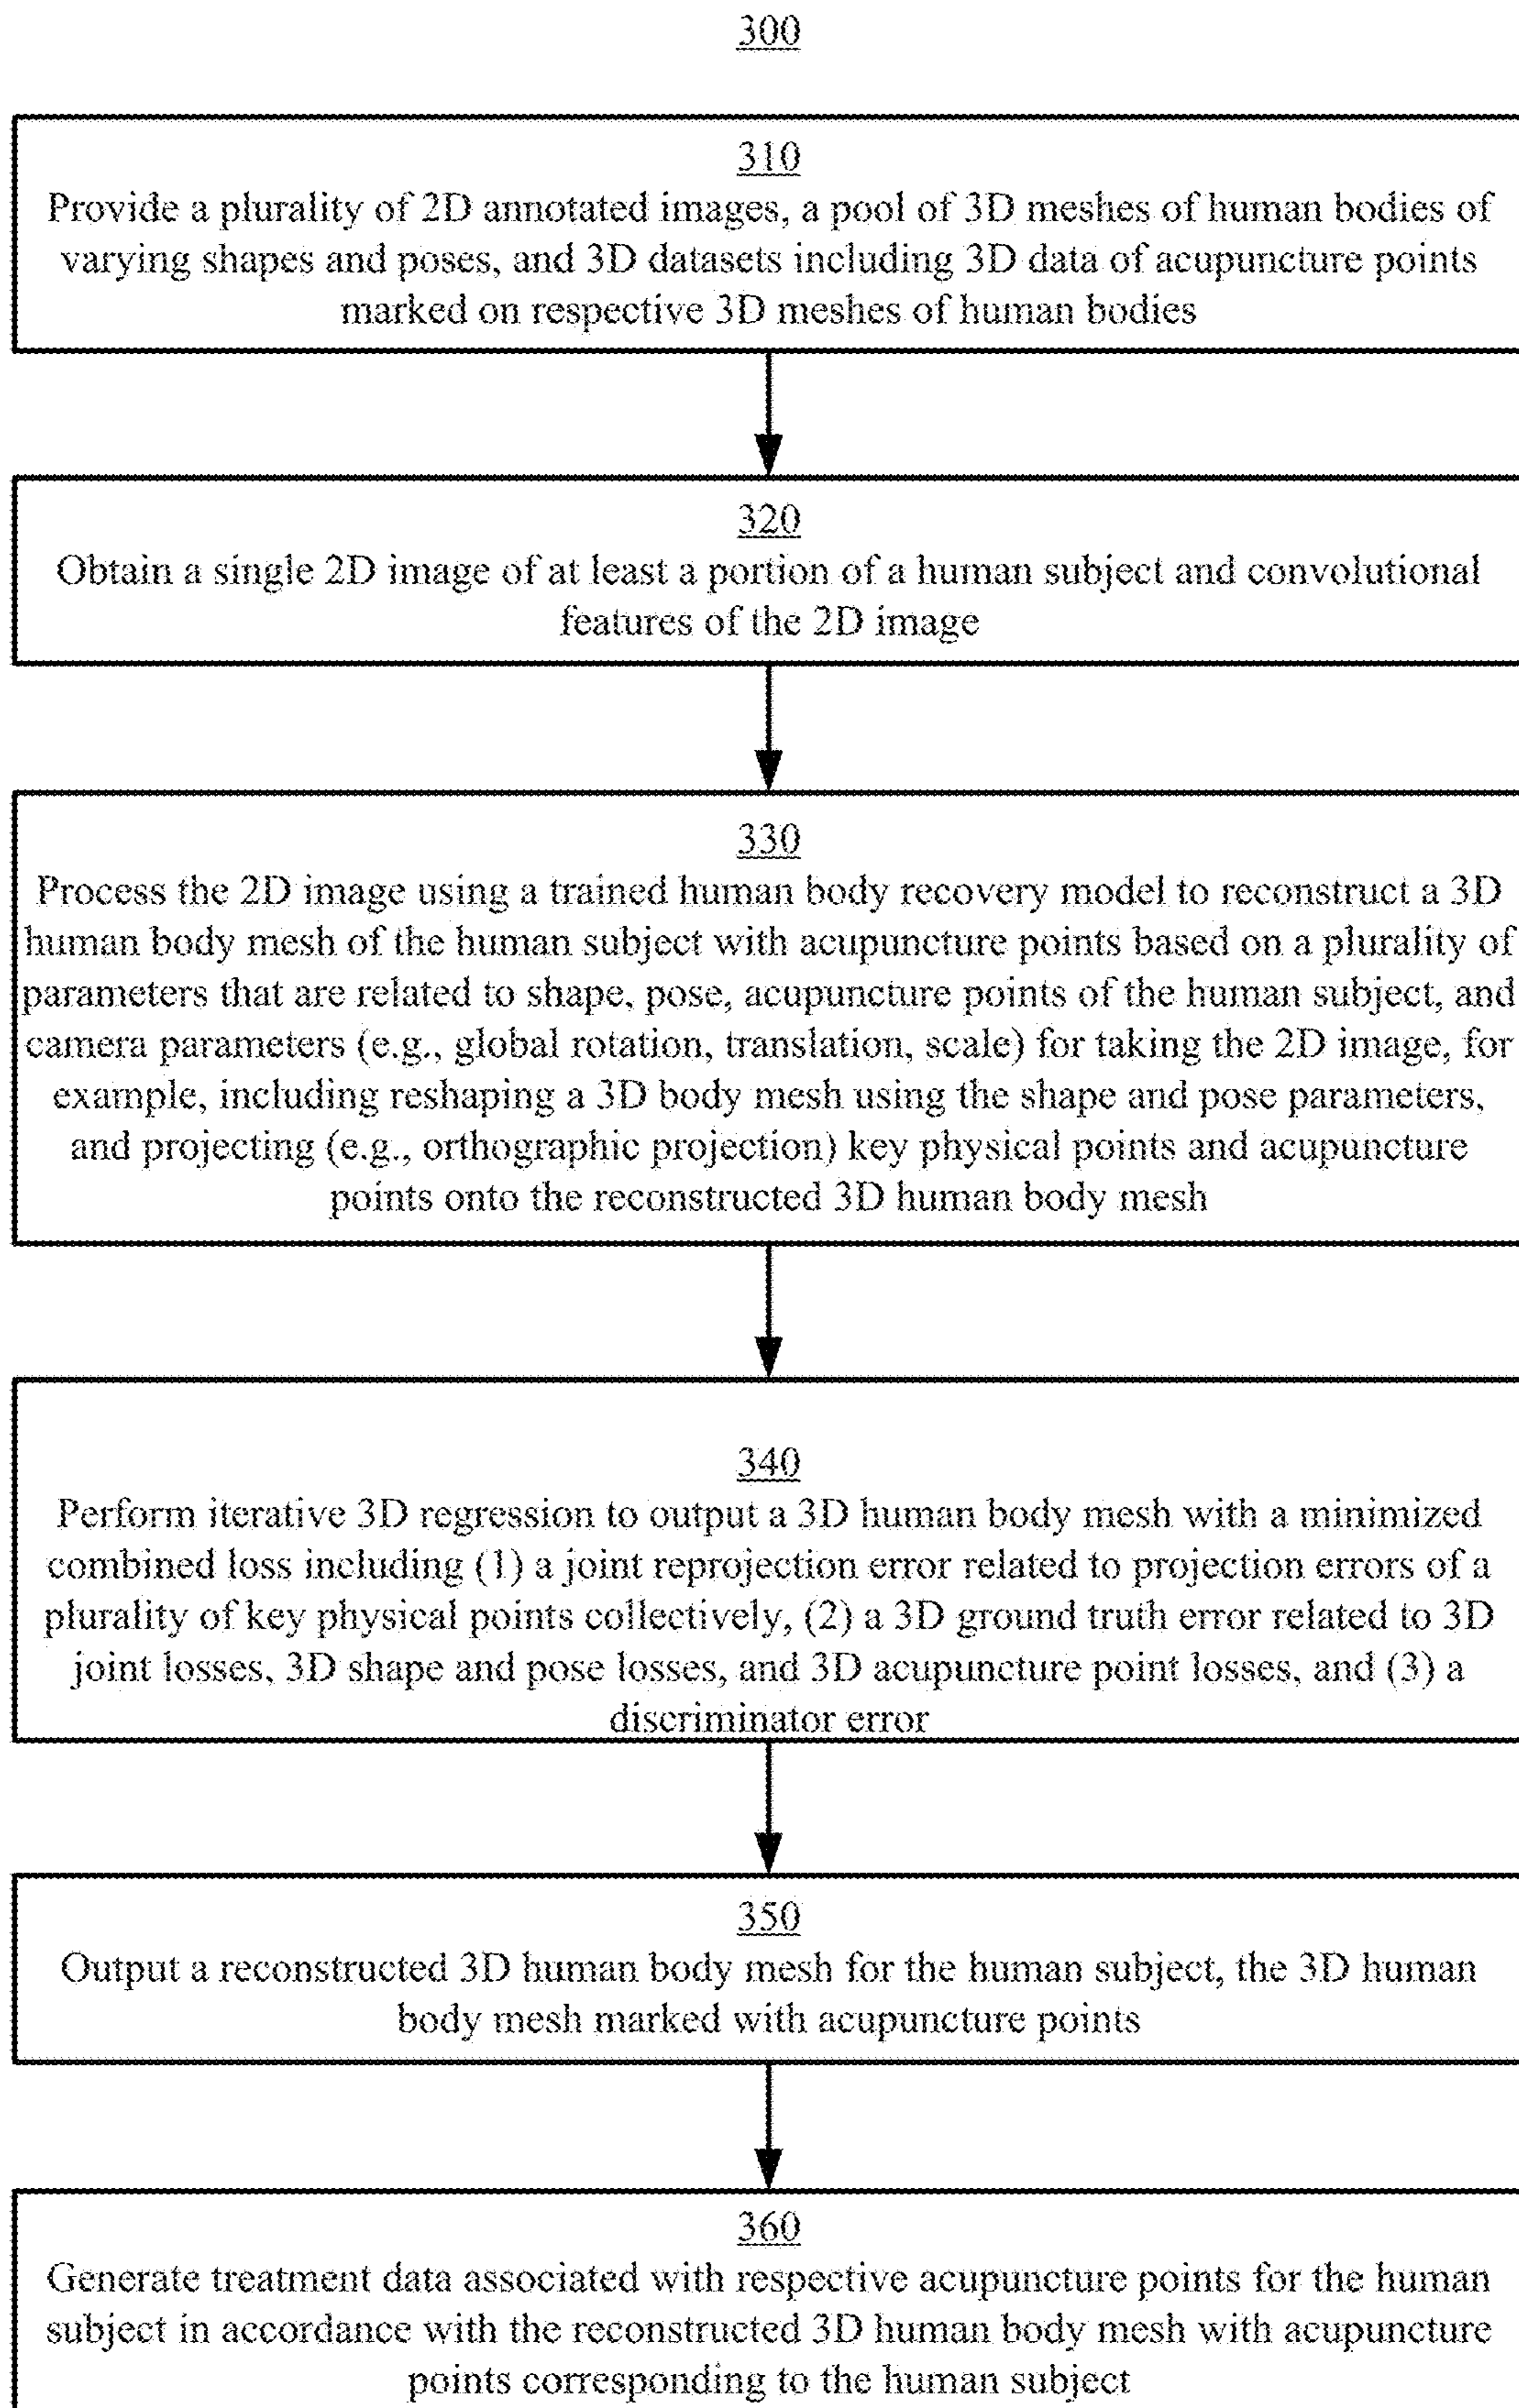 300
310
Provide a plurality of 2D annotated images, a pool of 3D meshes of human bodies of
varying shapes and poses, and 3D datasets including 3D data of acupuncture points
marked on respective 3D meshes of human bodies
320
Obtain a single 2D image of at least a portion of a human subject and convolutional
features of the 2D image
330
Process the 2D image using a trained human body recovery model to reconstruct a 3D
human body mesh of the human subject with acupuncture points based on a plurality of
parameters that are related to shape, pose, acupuncture points of the human subject, and
camera parameters (e.g., global rotation, translation, scale) for taking the 2D image, for
example, including reshaping a 3D body mesh using the shape and pose parameters,
and projecting (e.g., orthographic projection) key physical points and acupuncture
points onto the reconstructed 3D human body mesh
340
Perform iterative 3D regression to output a 3D human body mesh with a minimized
combined loss including (1) a joint reprojection error related to projection errors of a
plurality of key physical points collectively, (2) a 3D ground truth error related to 3D
joint losses, 3D shape and pose losses, and 3D acupuncture point losses, and (3) a
discriminator error
350
Output a reconstructed 3D human body mesh for the human subject, the 3D human
body mesh marked with acupuncture points
360
Generate treatment data associated with respective acupuncture points for the human
subject in accordance with the reconstructed 3D human body mesh with acupuncture
points corresponding to the human subject